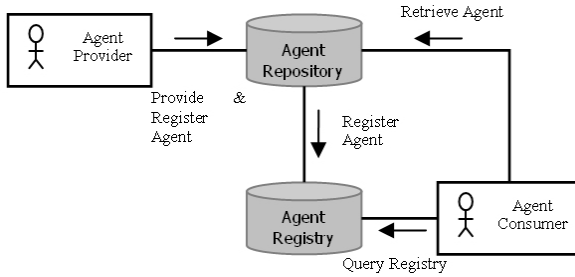 Retrieve Agent
Agent
Provider
Agent
Repository
Provide &
Register
Agent
Register
Agent
Agent
Registry
Agent
Consumer
Query Registry